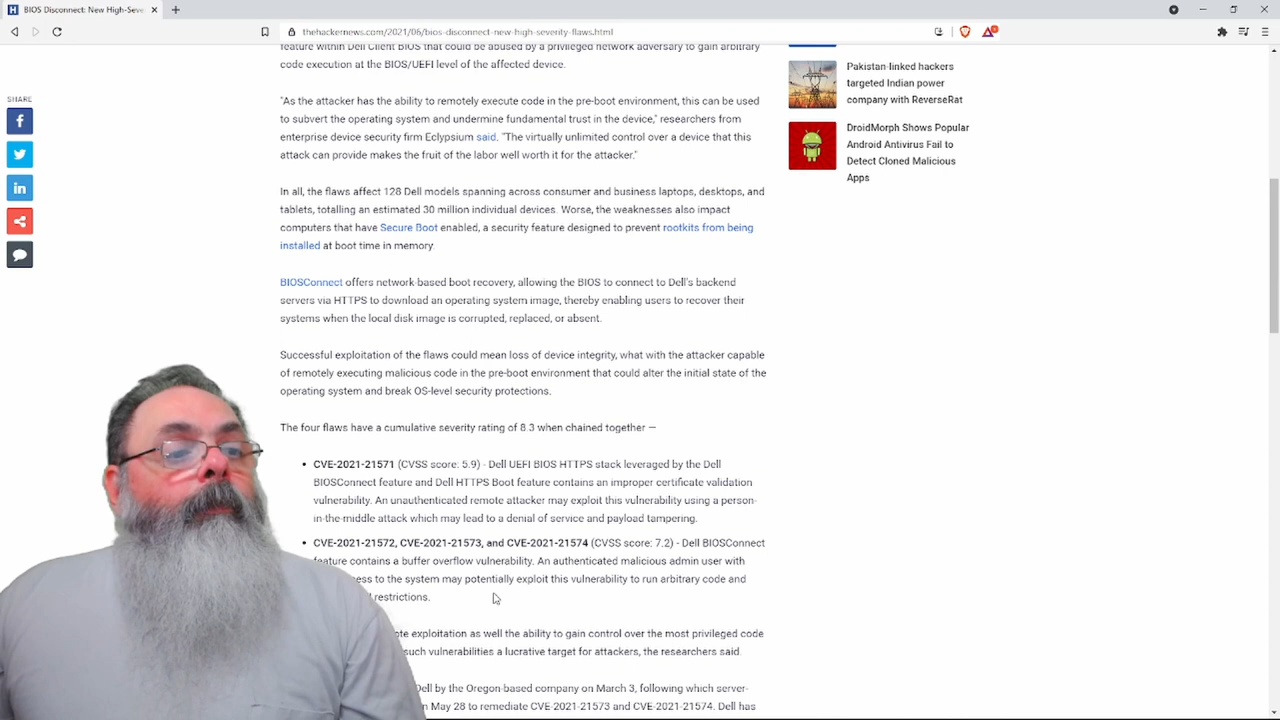 BIOS Disconnect: New High-Seve
thehackernews.com/2021/06/bios-disconnect-new-high-severity-flaws.html
SHARE
feature within Dell Client BIOS that could be abused by a privileged network adversary to gain arbitrary
code execution at the BIOS/UEFI level of the affected device.
"As the attacker has the ability to remotely execute code in the pre-boot environment, this can be used
to subvert the operating system and undermine fundamental trust in the device," researchers from
enterprise device security firm Eclypsium said. "The virtually unlimited control over a device that this
attack can provide makes the fruit of the labor well worth it for the attacker."
In all, the flaws affect 128 Dell models spanning across consumer and business laptops, desktops, and
tablets, totalling an estimated 30 million individual devices. Worse, the weaknesses also impact
computers that have Secure Boot enabled, a security feature designed to prevent rootkits from being
installed at boot time in memory.
BIOSConnect offers network-based boot recovery, allowing the BIOS to connect to Dell's backend
servers via HTTPS to download an operating system image, thereby enabling users to recover their
systems when the local disk image is corrupted, replaced, or absent.
Successful exploitation of the flaws could mean loss of device integrity, what with the attacker capable
of remotely executing malicious code in the pre-boot environment that could alter the initial state of the
operating system and break OS-level security protections.
The four flaws have a cumulative severity rating of 8.3 when chained together —
• CVE-2021-21571 (CVSS score: 5.9) - Dell UEFI BIOS HTTPS stack leveraged by the Dell
BIOSConnect feature and Dell HTTPS Boot feature contains an improper certificate validation
vulnerability. An unauthenticated remote attacker may exploit this vulnerability using a person-
in-the-middle attack which may lead to a denial of service and payload tampering.
• CVE-2021-21572, CVE-2021-21573, and CVE-2021-21574 (CVSS score: 7.2) - Dell BIOSConnect
feature contains a buffer overflow vulnerability. An authenticated malicious admin user with
to the system may potentially exploit this vulnerability to run arbitrary code and
restrictions.
exploitation as well the ability to gain control over the most privileged code
such vulnerabilities a lucrative target for attackers, the researchers said.
Dell by the Oregon-based company on March 3, following which server-
on May 28 to remediate CVE-2021-21573 and CVE-2021-21574. Dell has
Pakistan-linked hackers
targeted Indian power
company with ReverseRat
DroidMorph Shows Popular
Android Antivirus Fail to
Detect Cloned Malicious
Apps